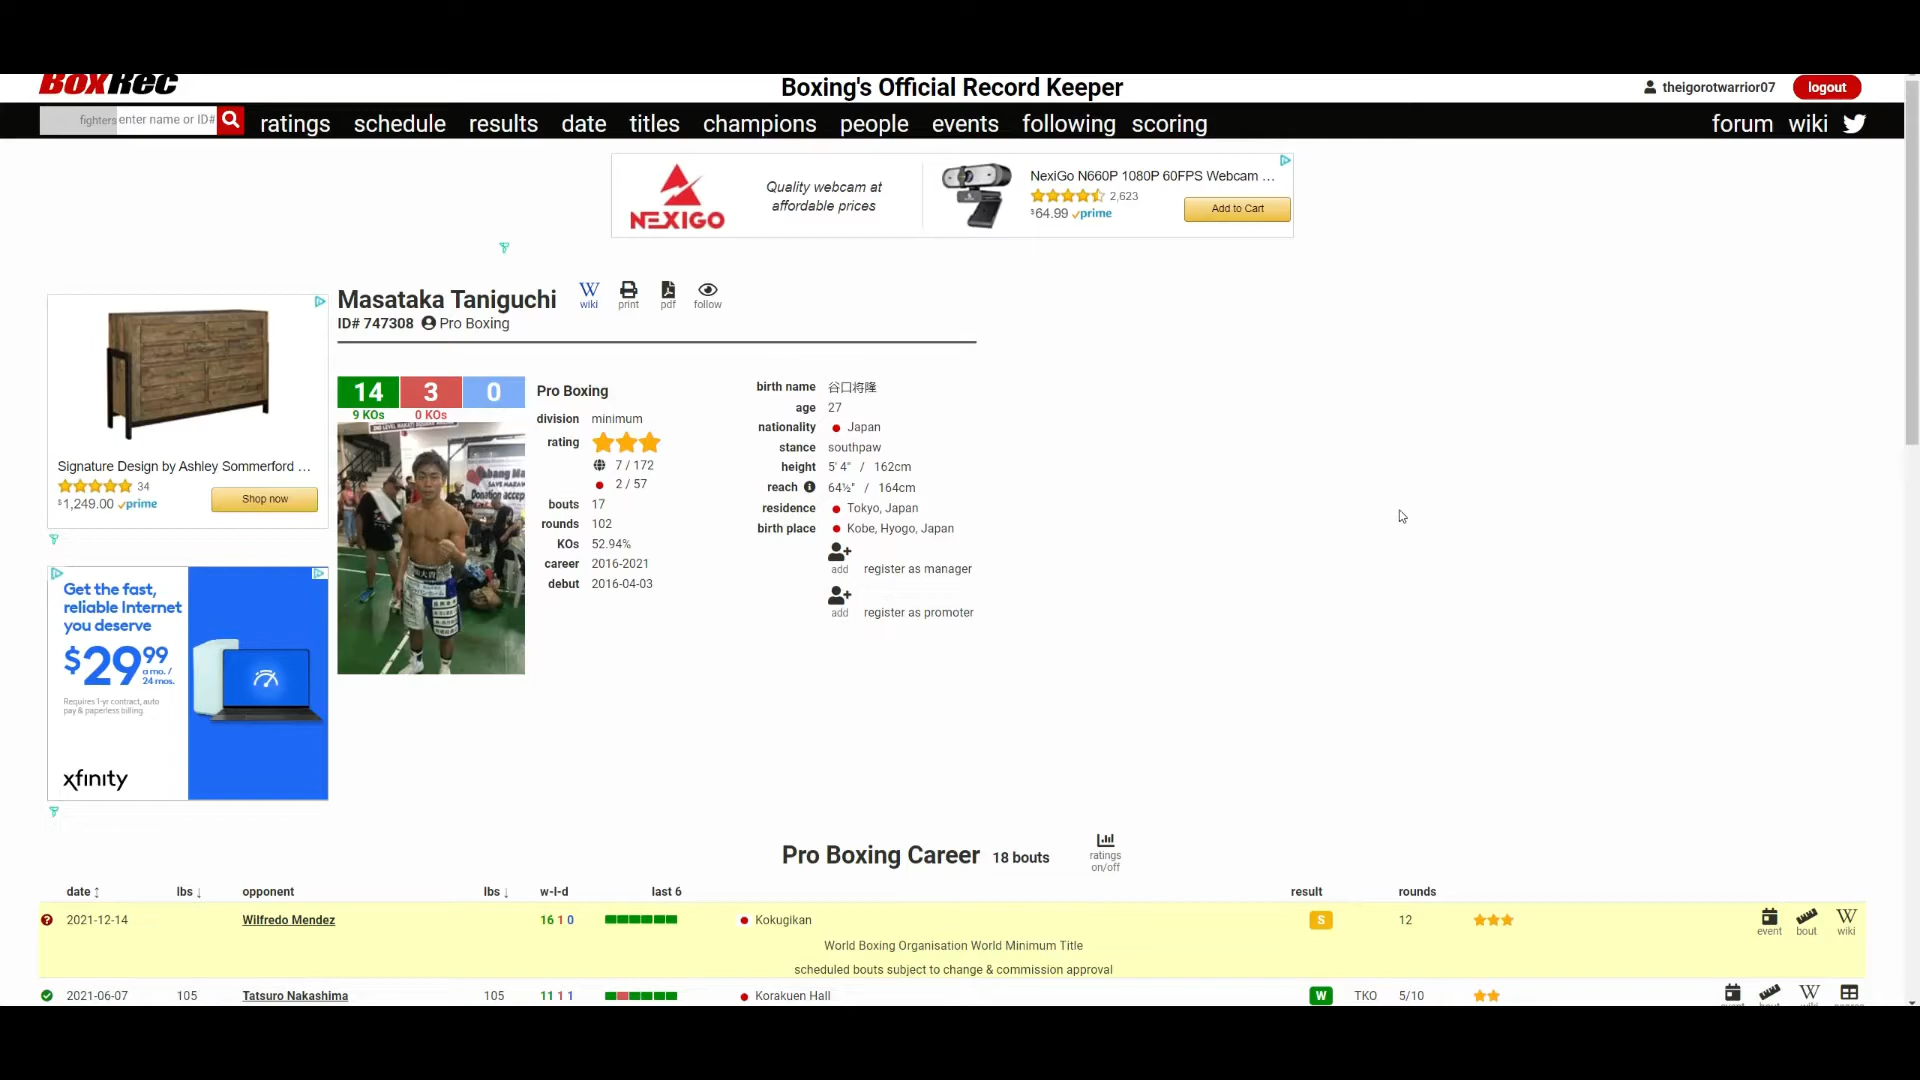 BoxRec
Boxing's Official Record Keeper
theigorotwarrior07
logout
fighters
enter name or ID#
ratings schedule results date titles champions people events following scoring
forum wiki
NEXIGO
Quality webcam at
affordable prices
NexiGo N660P 1080P 60FPS Webcam ...
2,623
$64.99 prime
Add to Cart
Signature Design by Ashley Sommerford ...
34
$1,249.00 prime
Shop now
Get the fast,
reliable Internet
you deserve
$29 99
a mo. /
24 mos.
Requires 1-yr contract, auto
pay & paperless billing.
xfinity
Masataka Taniguchi
wiki print pdf follow
ID# 747308 Pro Boxing
14 3 0
9 KOs 0 KOs
Pro Boxing
division minimum
rating
7 / 172
2 / 57
bouts 17
rounds 102
KOs 52.94%
career 2016-2021
debut 2016-04-03
birth name 谷口将隆
age 27
nationality Japan
stance southpaw
height 5' 4" / 162cm
reach 64½" / 164cm
residence Tokyo, Japan
birth place Kobe, Hyogo, Japan
add register as manager
add register as promoter
Pro Boxing Career 18 bouts
ratings
on/off
date lbs opponent lbs w-l-d last 6 result rounds
2021-12-14 Wilfredo Mendez 16 1 0 Kokugikan S 12
event bout wiki
World Boxing Organisation World Minimum Title
scheduled bouts subject to change & commission approval
2021-06-07 105 Tatsuro Nakashima 105 11 1 1 Korakuen Hall W TKO 5/10